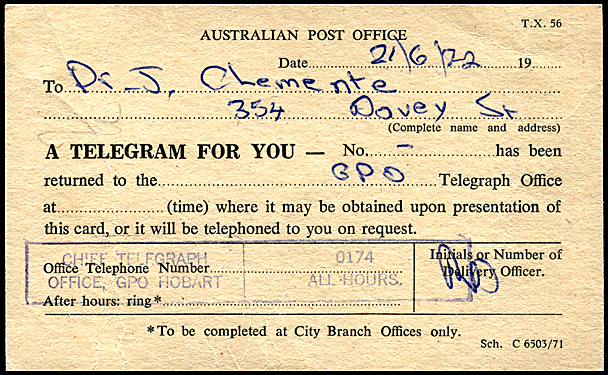 T.X. 56
AUSTRALIAN POST OFFICE
Date 21/6/72 19
To Dr J. Clemente
354 Davey St
(Complete name and address)
A TELEGRAM FOR YOU — No. - has been
returned to the GPO Telegraph Office
at (time) where it may be obtained upon presentation of
this card, or it will be telephoned to you on request.
CHIEF TELEGRAPH 0174
OFFICE, GPO HOBART ALL HOURS.
Office Telephone Number
After hours: ring*
Initials or Number of
Delivery Officer.
*To be completed at City Branch Offices only.
Sch. C 6503/71